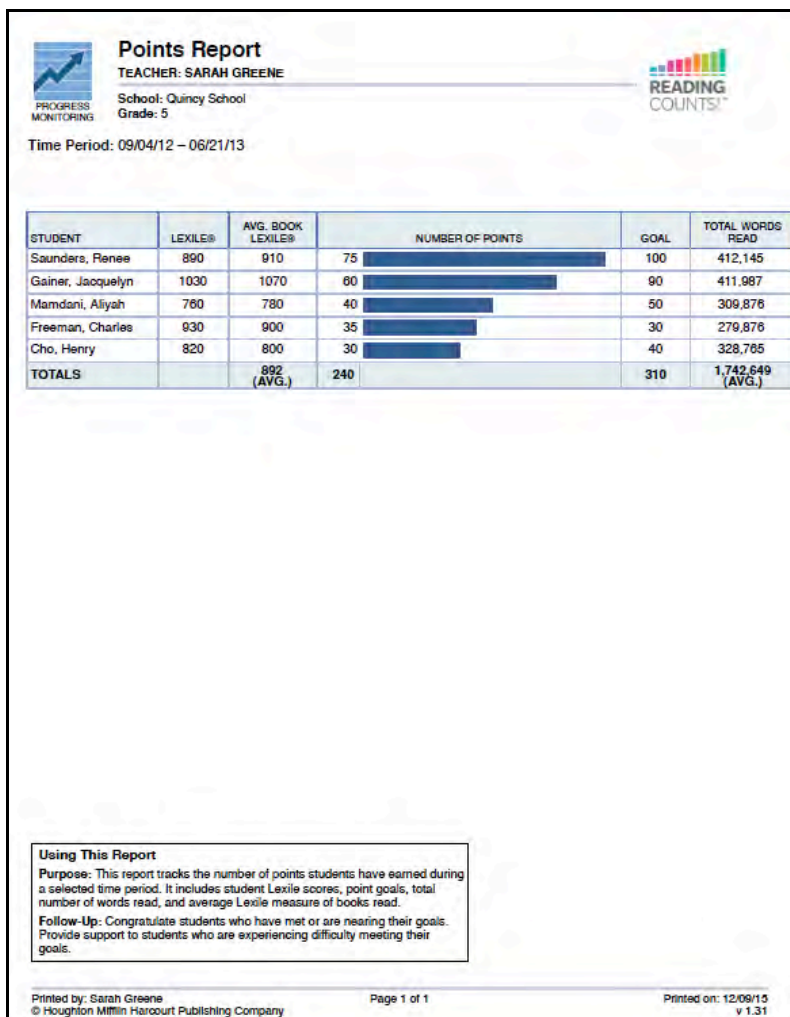 Points Report
TEACHER: SARAH GREENE
PROGRESS
MONITORING
School: Quincy School
Grade: 5
READING
COUNTS!™
Time Period: 09/04/12 – 06/21/13
STUDENT LEXILE® AVG. BOOK LEXILE® NUMBER OF POINTS GOAL TOTAL WORDS READ
Saunders, Renee 890 910 75 100 412,145
Gainer, Jacquelyn 1030 1070 60 90 411,987
Mamdani, Aliyah 760 780 40 50 309,876
Freeman, Charles 930 900 35 30 279,876
Cho, Henry 820 800 30 40 328,765
TOTALS 892 (AVG.) 240 310 1,742,649 (AVG.)
Using This Report
Purpose: This report tracks the number of points students have earned during
a selected time period. It includes student Lexile scores, point goals, total
number of words read, and average Lexile measure of books read.
Follow-Up: Congratulate students who have met or are nearing their goals.
Provide support to students who are experiencing difficulty meeting their
goals.
Printed by: Sarah Greene Page 1 of 1 Printed on: 12/09/15
© Houghton Mifflin Harcourt Publishing Company v 1.31